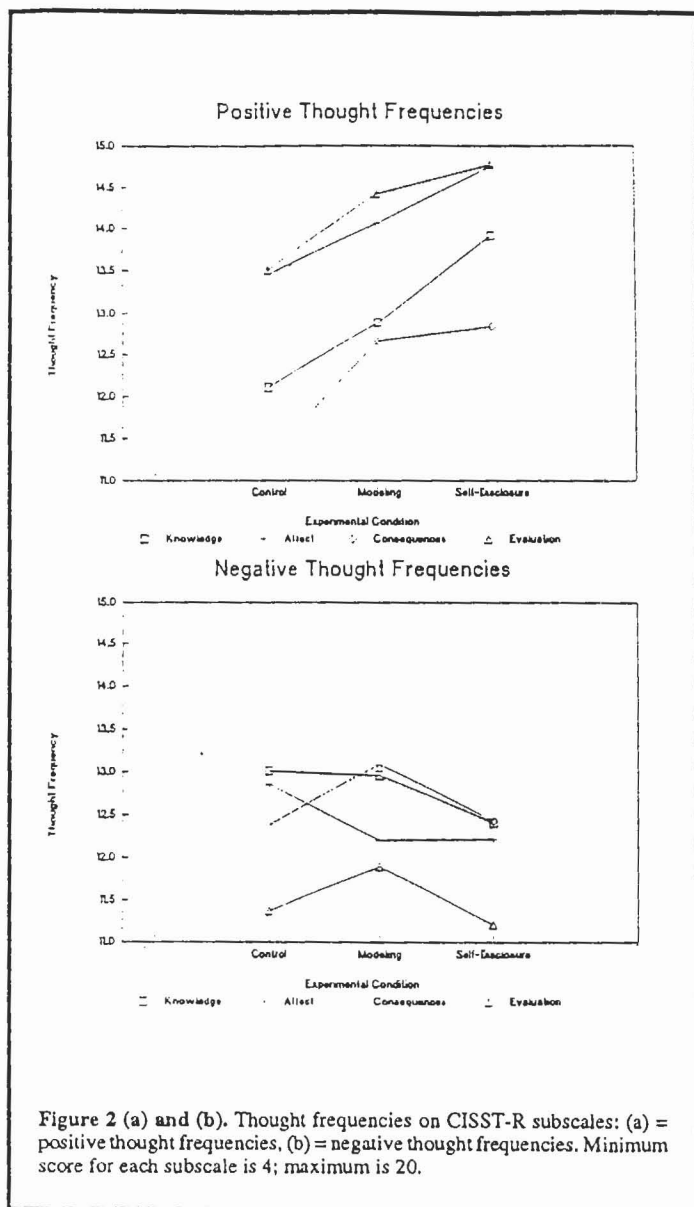 Positive Thought Frequencies
15.0
14.5
14.0
13.5
13.0
12.5
12.0
11.5
11.0
Thought Frequency
Control Modeling Self-Disclosure
Experimental Condition
Knowledge Affect Consequences Evaluation
Negative Thought Frequencies
15.0
14.5
14.0
13.5
13.0
12.5
12.0
11.5
11.0
Thought Frequency
Control Modeling Self-Disclosure
Experimental Condition
Knowledge Affect Consequences Evaluation
Figure 2 (a) and (b). Thought frequencies on CISST-R subscales: (a) =
positive thought frequencies, (b) = negative thought frequencies. Minimum
score for each subscale is 4; maximum is 20.